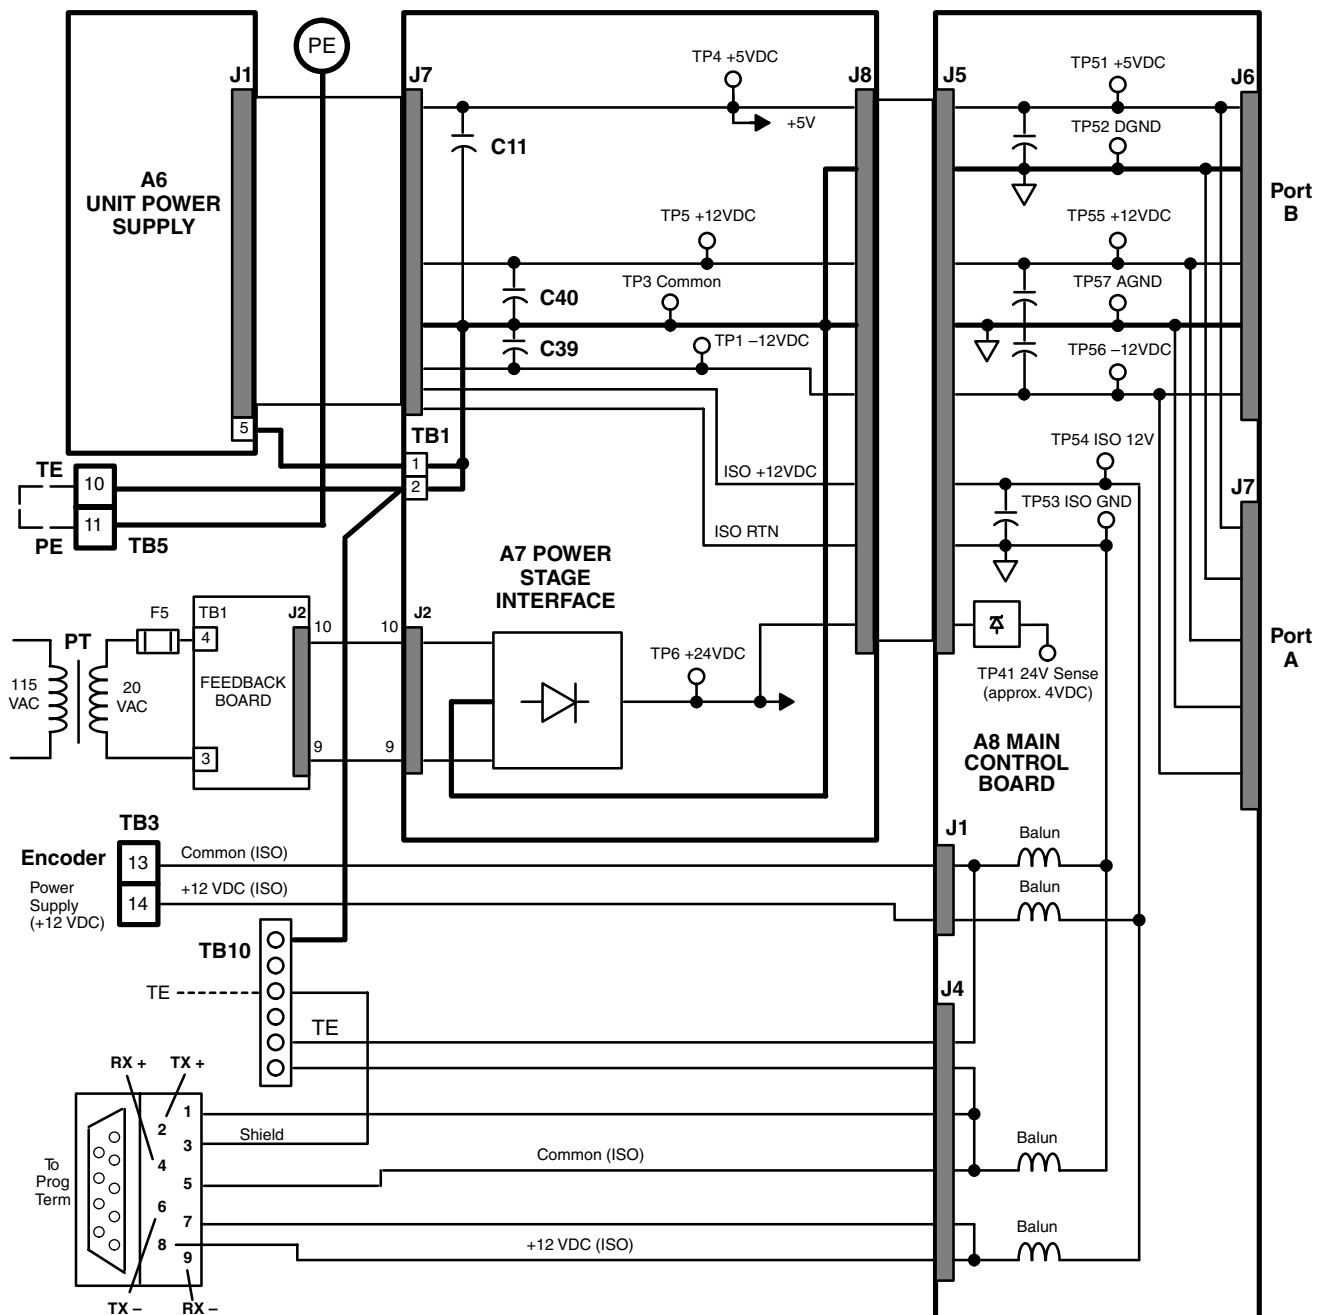 PE
J1
J7
J8
J5
J6
TP4 +5VDC
+5V
TP51 +5VDC
TP52 DGND
C11
A6
UNIT POWER
SUPPLY
Port
B
TP5 +12VDC
TP55 +12VDC
TP3 Common
TP57 AGND
C40
C39
TP1 –12VDC
TP56 –12VDC
5
TB1
1
2
TP54 ISO 12V
ISO +12VDC
TP53 ISO GND
J7
TE
10
11
PE
TB5
ISO RTN
A7 POWER
STAGE
INTERFACE
F5
TB1
J2
10
10
J2
PT
4
115
VAC
20
VAC
FEEDBACK
BOARD
TP6 +24VDC
TP41 24V Sense
(approx. 4VDC)
Port
A
3
9
9
A8 MAIN
CONTROL
BOARD
TB3
J1
Balun
Encoder
13
Common (ISO)
Power
Supply
(+12 VDC)
14
+12 VDC (ISO)
Balun
TB10
J4
TE
TE
RX +
TX +
1
2
3
Shield
4
5
Common (ISO)
Balun
To
Prog
Term
6
7
8
9
+12 VDC (ISO)
Balun
TX –
RX –